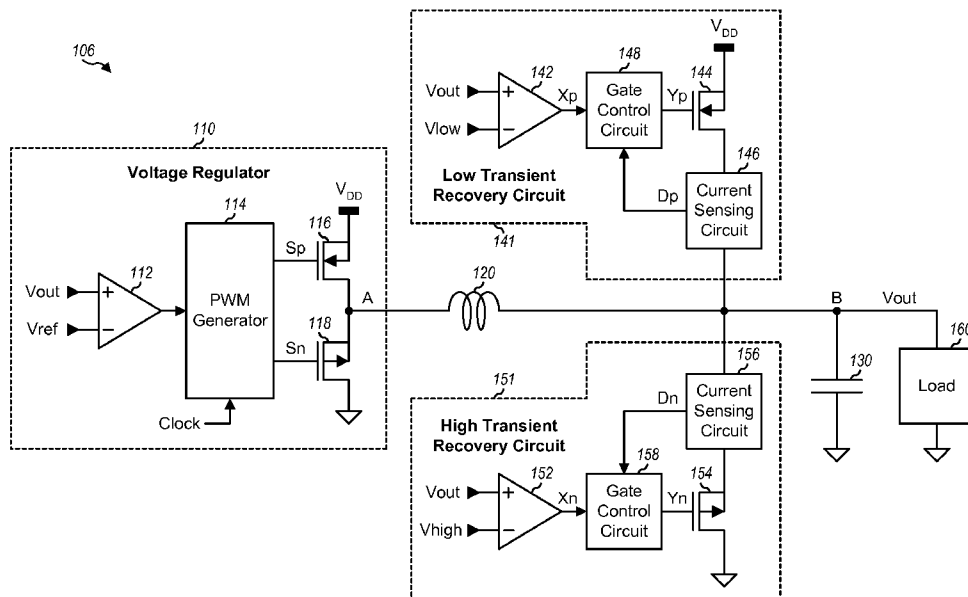 106
110
Voltage Regulator
114
V_DD
116
Sp
112
Vout
+
Vref
−
PWM
Generator
118
Sn
Clock
A
120
142
Vout
+
Vlow
−
Xp
148
Gate
Control
Circuit
Yp
V_DD
144
Low Transient
Recovery Circuit
Dp
146
Current
Sensing
Circuit
141
151
High Transient
Recovery Circuit
Dn
156
Current
Sensing
Circuit
152
Vout
+
Vhigh
−
Xn
158
Gate
Control
Circuit
Yn
154
B
Vout
130
160
Load